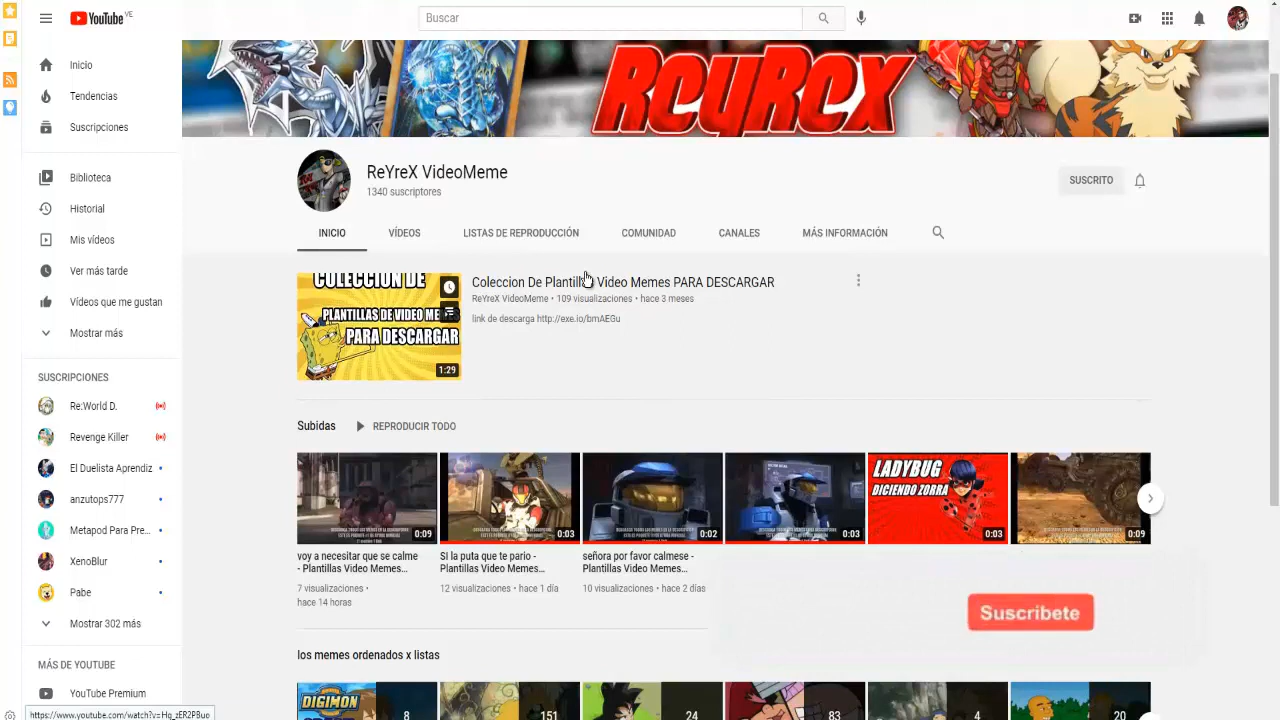 YouTube VE
Buscar
Inicio
Tendencias
Suscripciones
Biblioteca
Historial
Mis vídeos
Ver más tarde
Vídeos que me gustan
Mostrar más
SUSCRIPCIONES
Re:World D.
Revenge Killer
El Duelista Aprendiz
anzutops777
Metapod Para Pre...
XenoBlur
Pabe
Mostrar 302 más
MÁS DE YOUTUBE
YouTube Premium
https://www.youtube.com/watch?v=Hq_zER2PBuo
ReYReX
ReYreX VideoMeme
1340 suscriptores
SUSCRITO
INICIO
VÍDEOS
LISTAS DE REPRODUCCIÓN
COMUNIDAD
CANALES
MÁS INFORMACIÓN
COLECCION DE
PLANTILLAS DE VIDEO
PARA DESCARGAR
1:29
Coleccion De Plantill Video Memes PARA DESCARGAR
ReYreX VideoMeme • 109 visualizaciones • hace 3 meses
link de descarga http://exe.io/bmAEGu
Subidas
REPRODUCIR TODO
0:09
0:03
0:02
0:03
LADYBUG
DICIENDO ZORRA
0:03
0:09
voy a necesitar que se calme
- Plantillas Video Memes...
7 visualizaciones •
hace 14 horas
Si la puta que te pario -
Plantillas Video Memes...
12 visualizaciones • hace 1 día
señora por favor calmese -
Plantillas Video Memes...
10 visualizaciones • hace 2 días
Suscribete
los memes ordenados x listas
DIGIMON
8
151
24
83
4
20